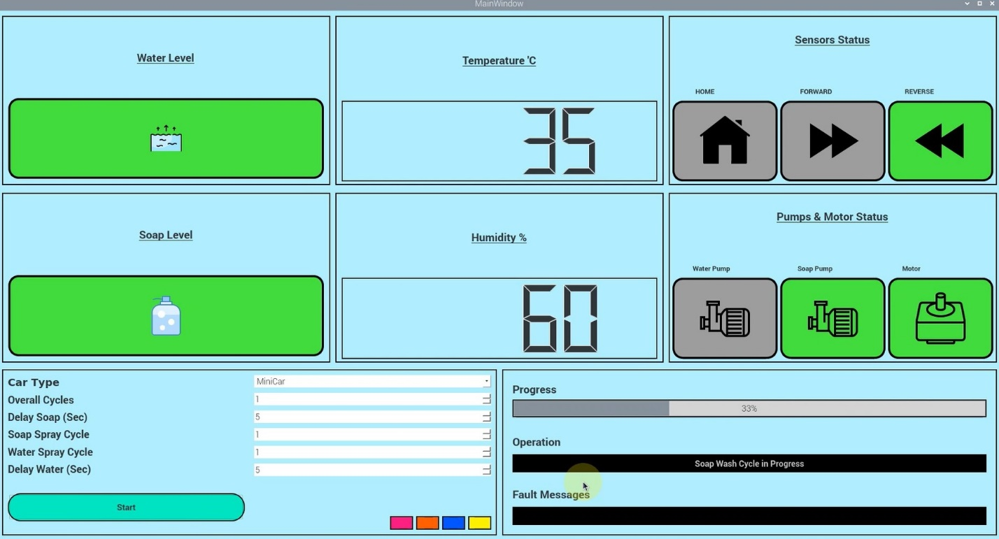 MainWindow
Water Level
Temperature 'C
35
Sensors Status
HOME
FORWARD
REVERSE
Soap Level
Humidity %
60
Pumps & Motor Status
Water Pump
Soap Pump
Motor
Car Type
MiniCar
Overall Cycles
1
Delay Soap (Sec)
5
Soap Spray Cycle
1
Water Spray Cycle
1
Delay Water (Sec)
5
Start
Progress
33%
Operation
Soap Wash Cycle in Progress
Fault Messages